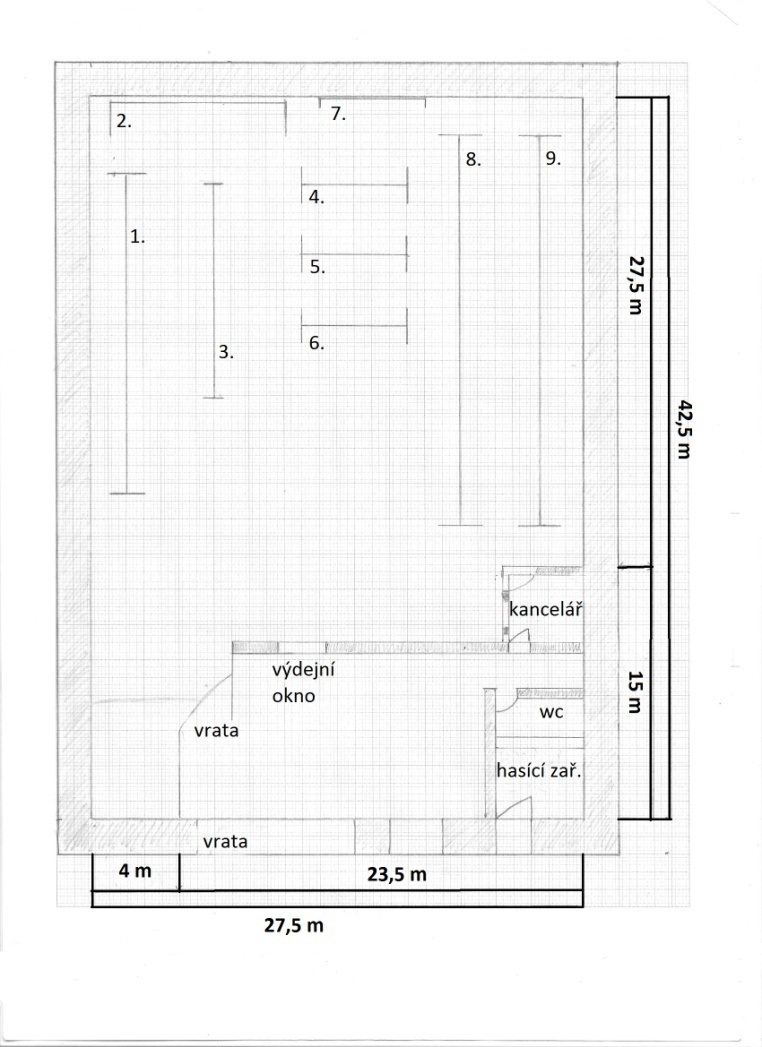 2.
7.
8.
9.
4.
1.
5.
6.
3.
27,5 m
42,5 m
kancelář
výdejní
okno
15 m
wc
vrata
hasící zař.
vrata
4 m
23,5 m
27,5 m